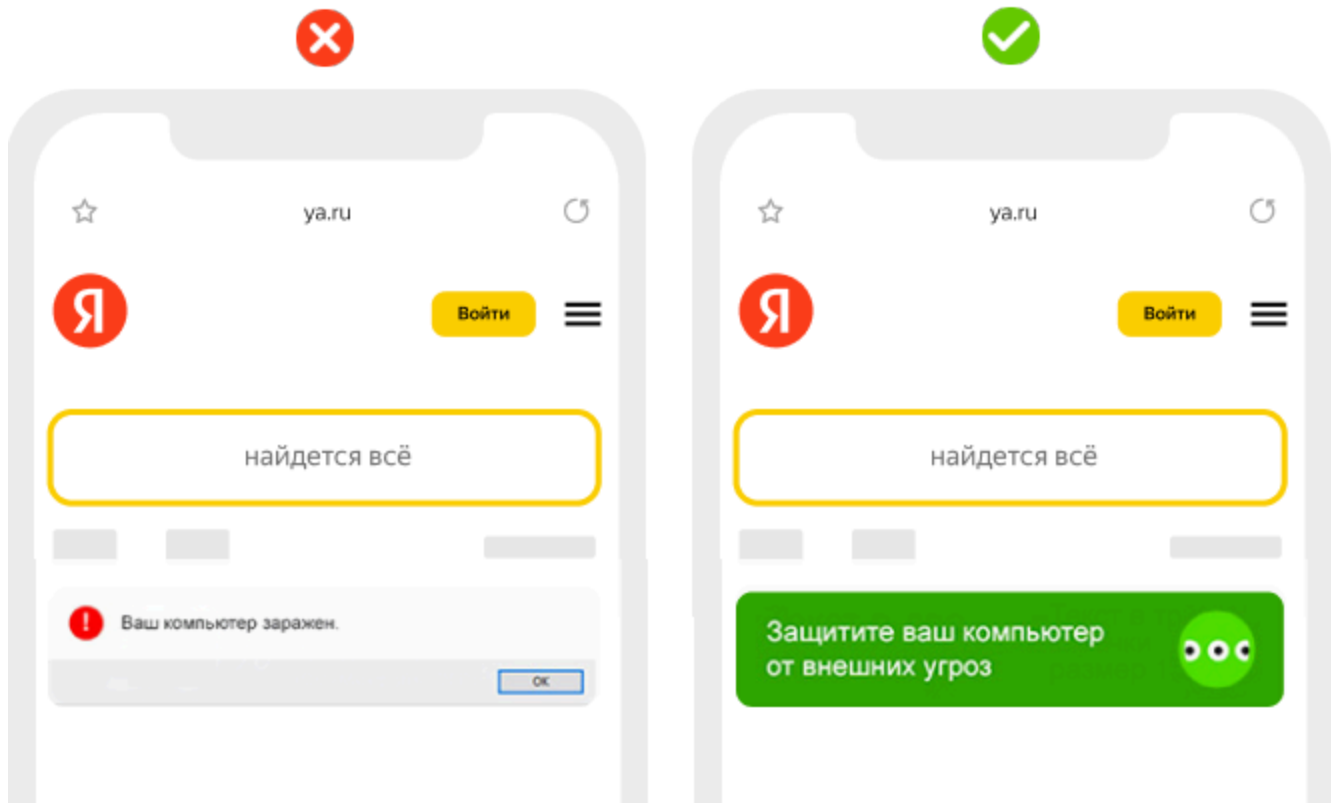 ya.ru
Я
Войти
найдется всё
Ваш компьютер заражен.
ОК
ya.ru
Я
Войти
найдется всё
Защитите ваш компьютер
от внешних угроз